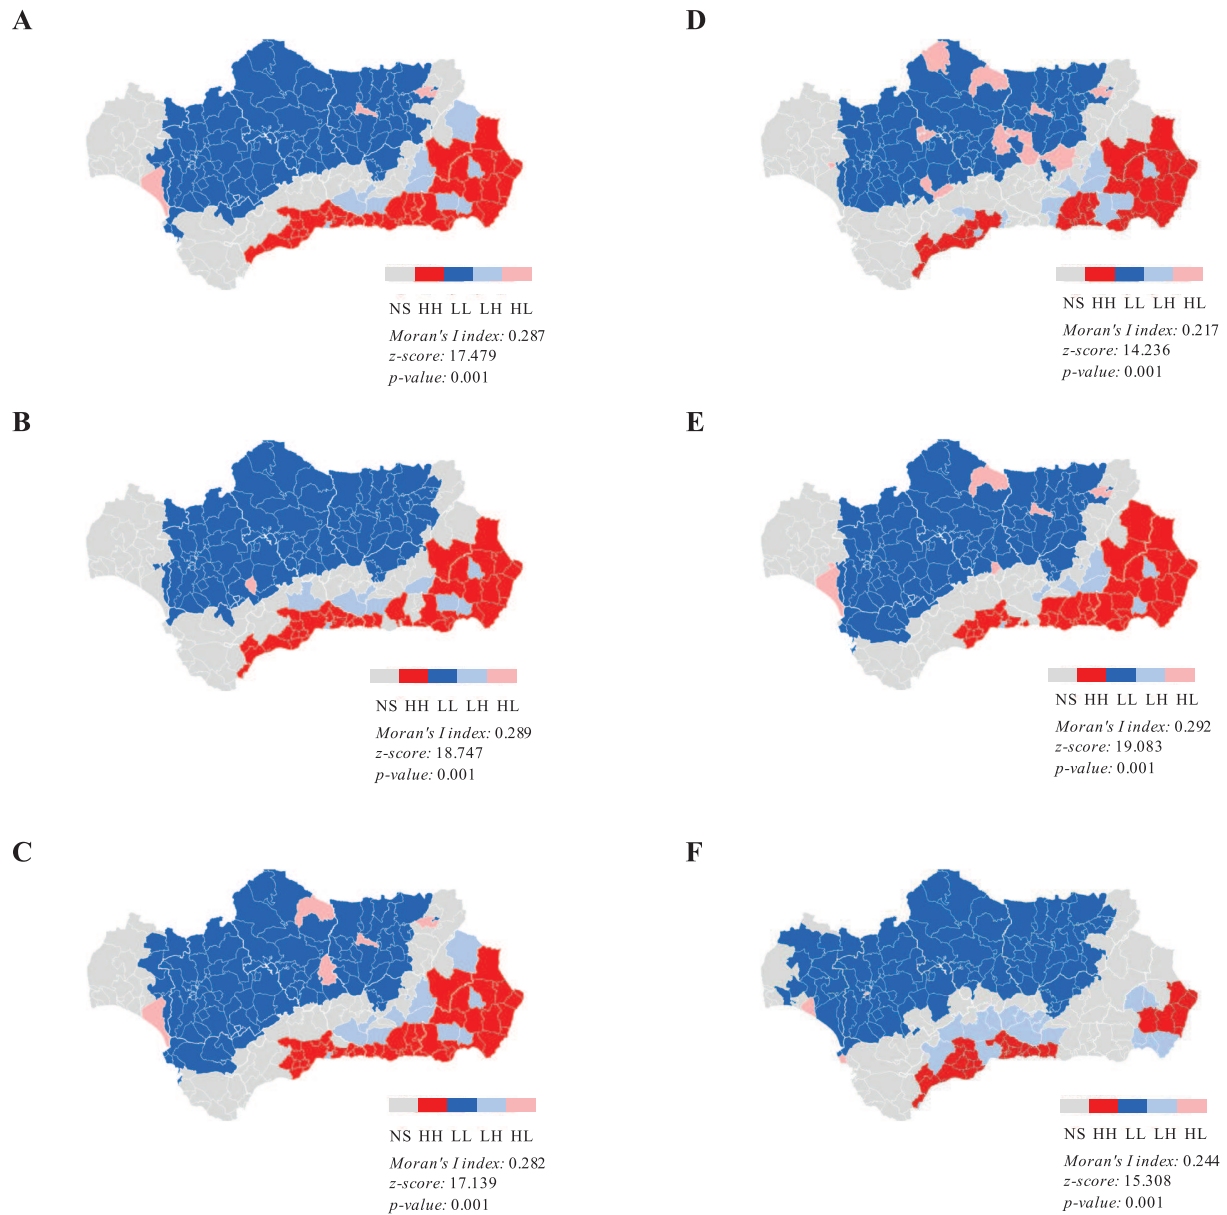 A
NS HH LL LH HL
Moran's I index: 0.287
z-score: 17.479
p-value: 0.001
D
NS HH LL LH HL
Moran's I index: 0.217
z-score: 14.236
p-value: 0.001
B
NS HH LL LH HL
Moran's I index: 0.289
z-score: 18.747
p-value: 0.001
E
NS HH LL LH HL
Moran's I index: 0.292
z-score: 19.083
p-value: 0.001
C
NS HH LL LH HL
Moran's I index: 0.282
z-score: 17.139
p-value: 0.001
F
NS HH LL LH HL
Moran's I index: 0.244
z-score: 15.308
p-value: 0.001